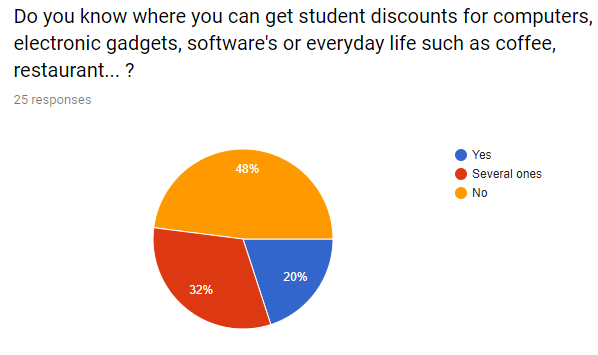 Do you know where you can get student discounts for computers,
electronic gadgets, software's or everyday life such as coffee,
restaurant... ?
25 responses
48%
32%
20%
Yes
Several ones
No